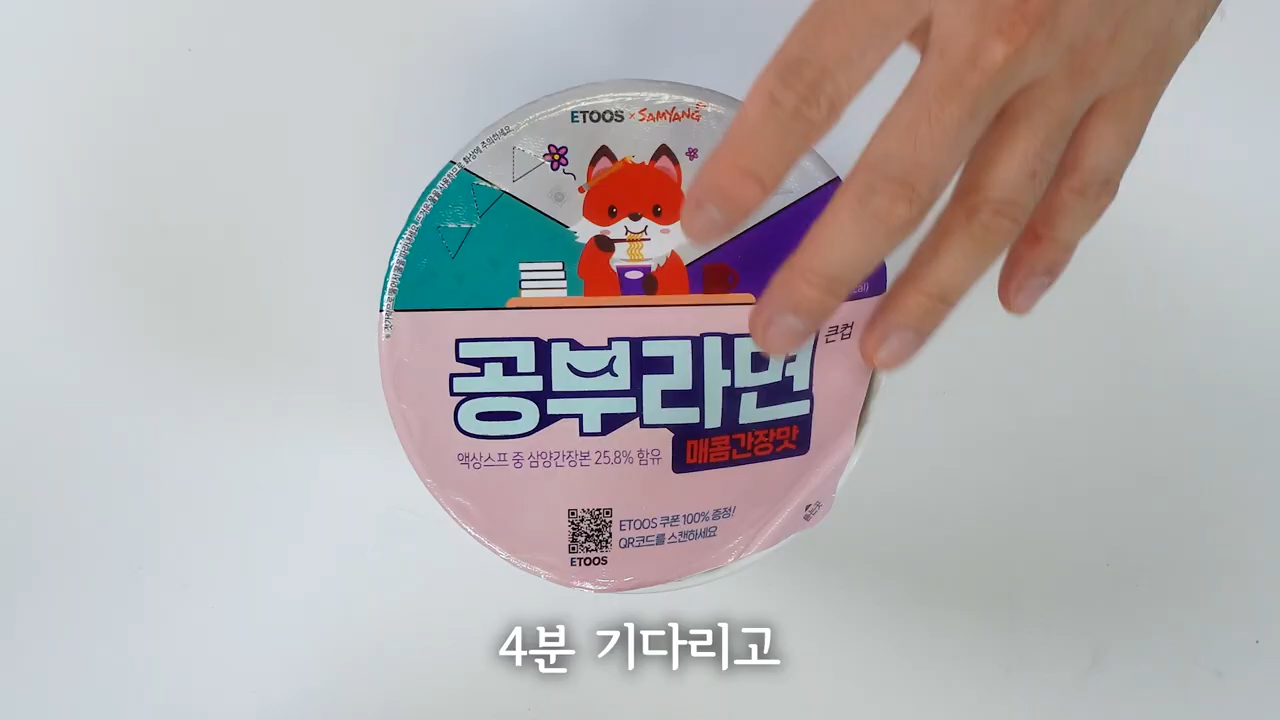 ETOOS × SAMYANG
큰컵
공부라면
매콤간장맛
액상스프 중 삼양간장본 25.8% 함유
ETOOS 쿠폰 100% 증정!
QR코드를 스캔하세요
ETOOS
4분 기다리고